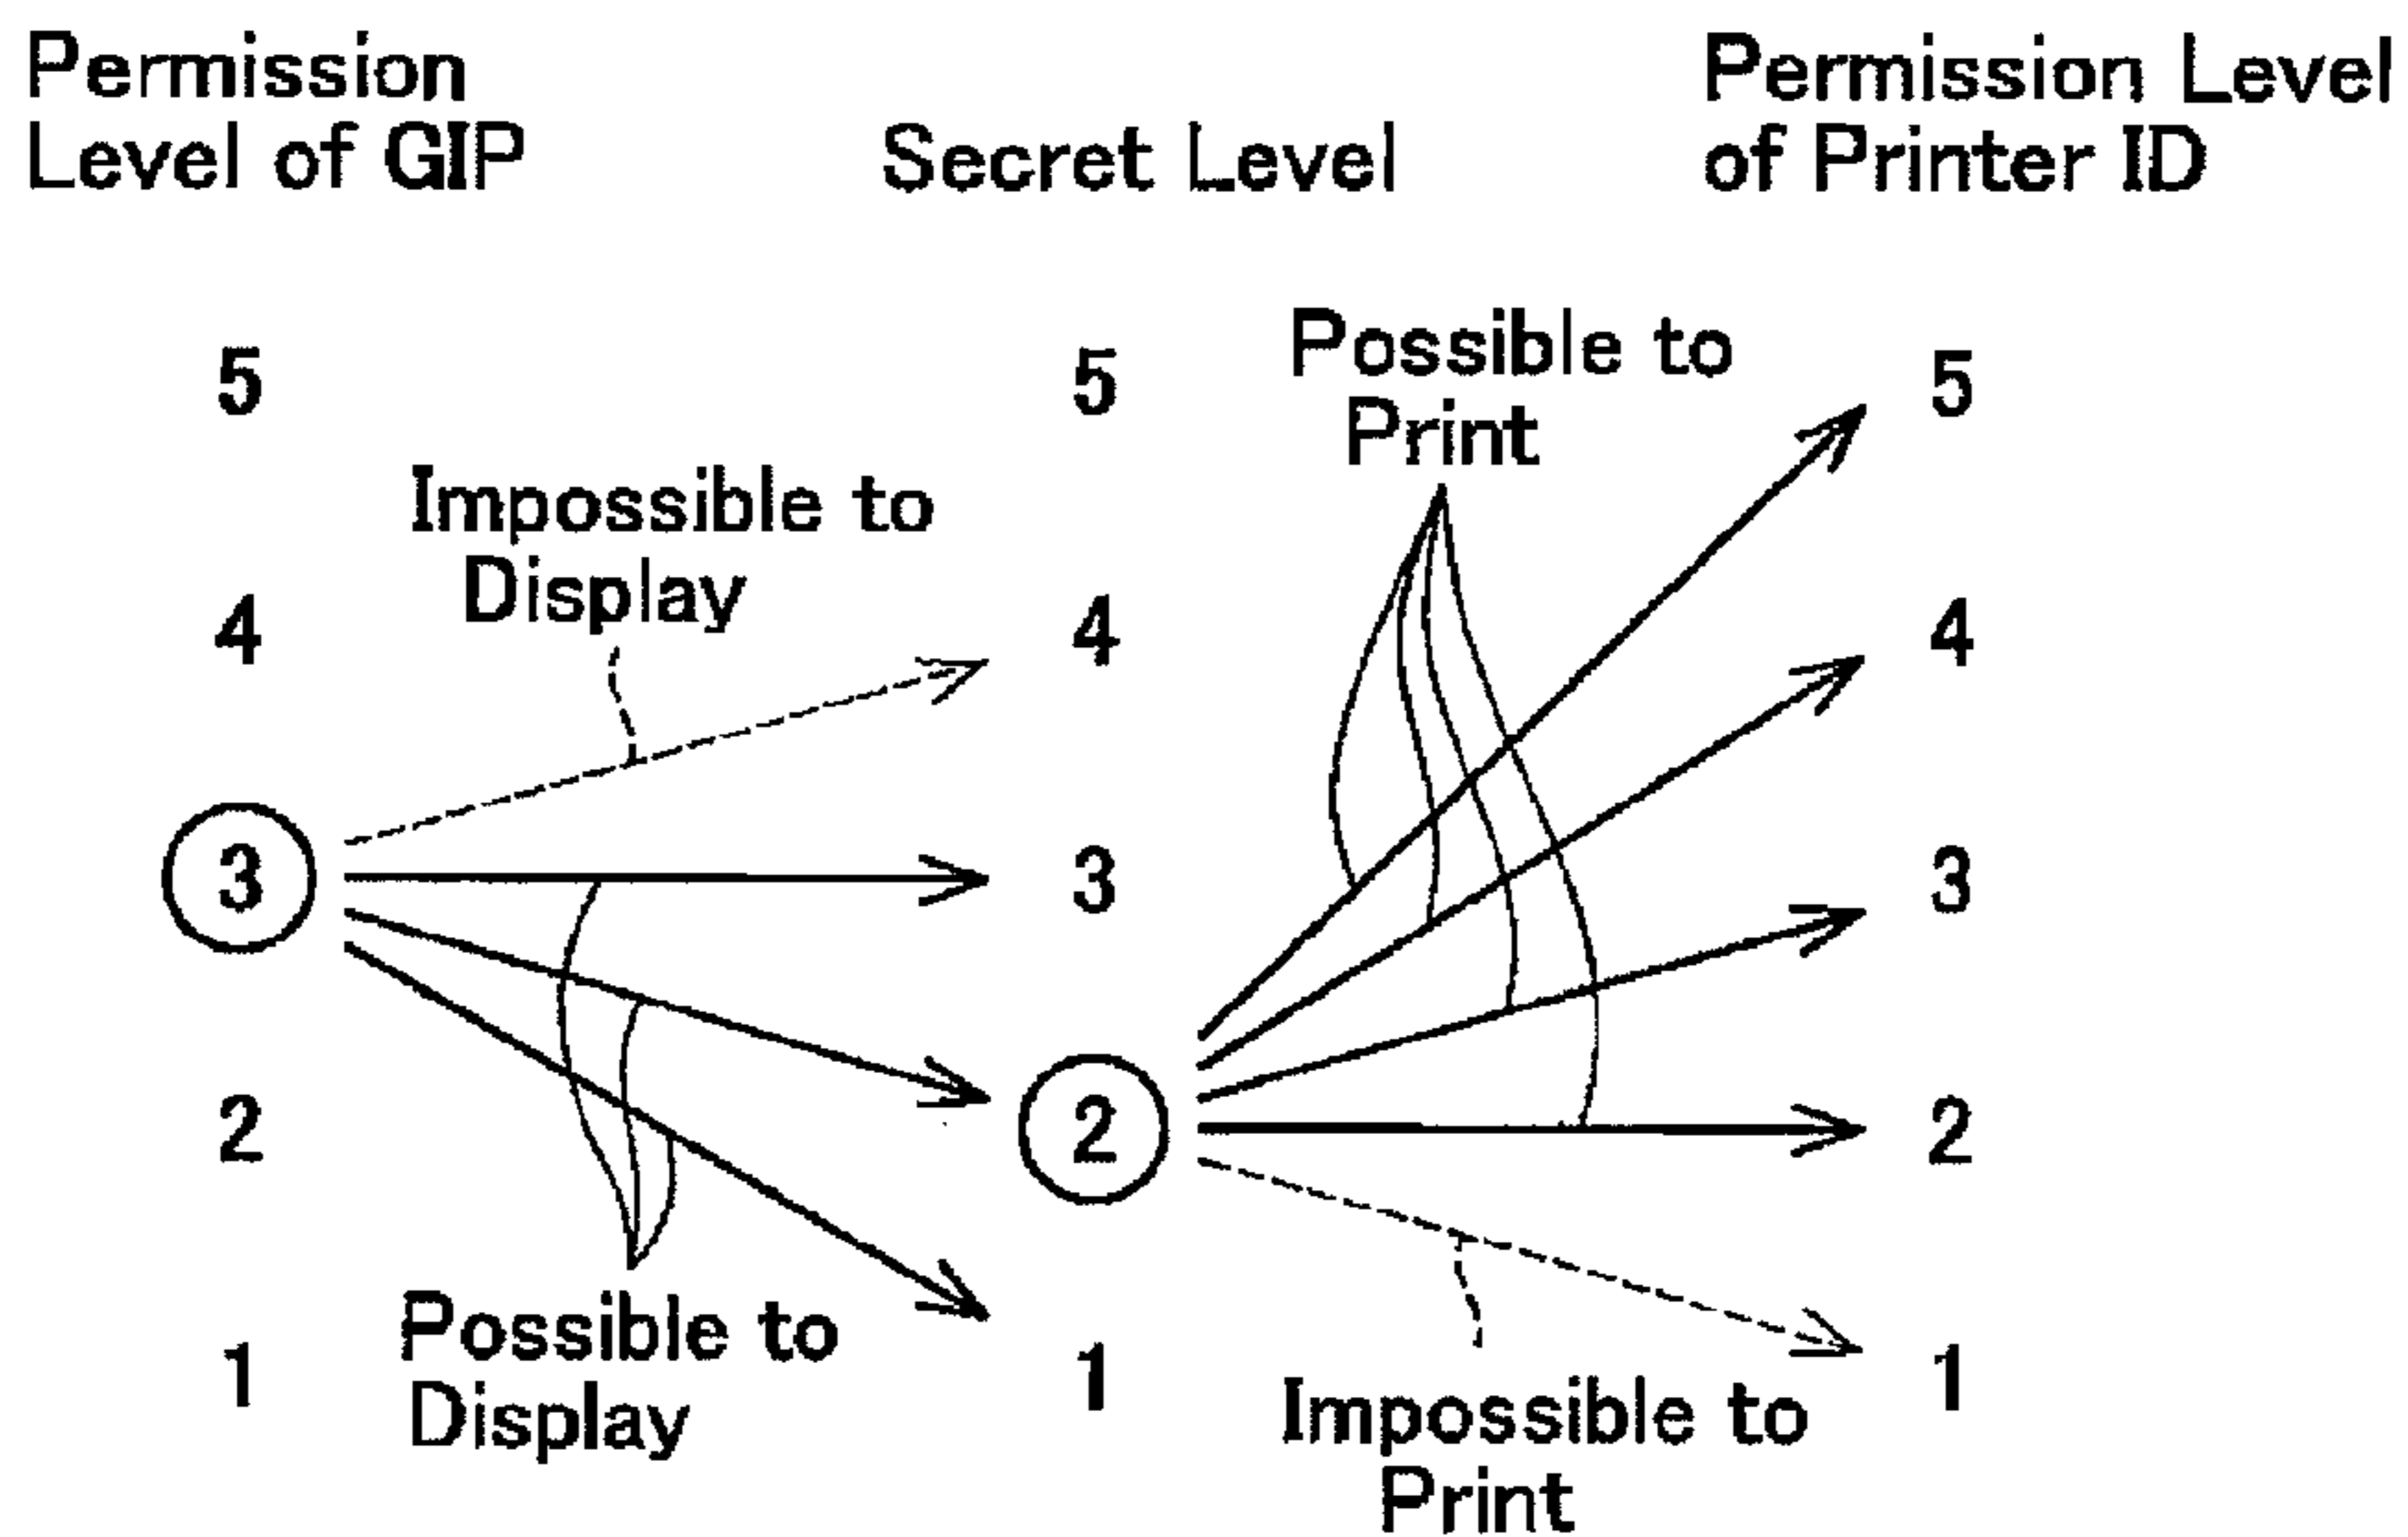 Permission
Level of GIP
Secret Level
Permission Level
of Printer ID
5
5
Possible to
Print
5
Impossible to
Display
4
4
4
3
3
3
2
2
2
Possible to
Display
1
1
Impossible to
Print
1